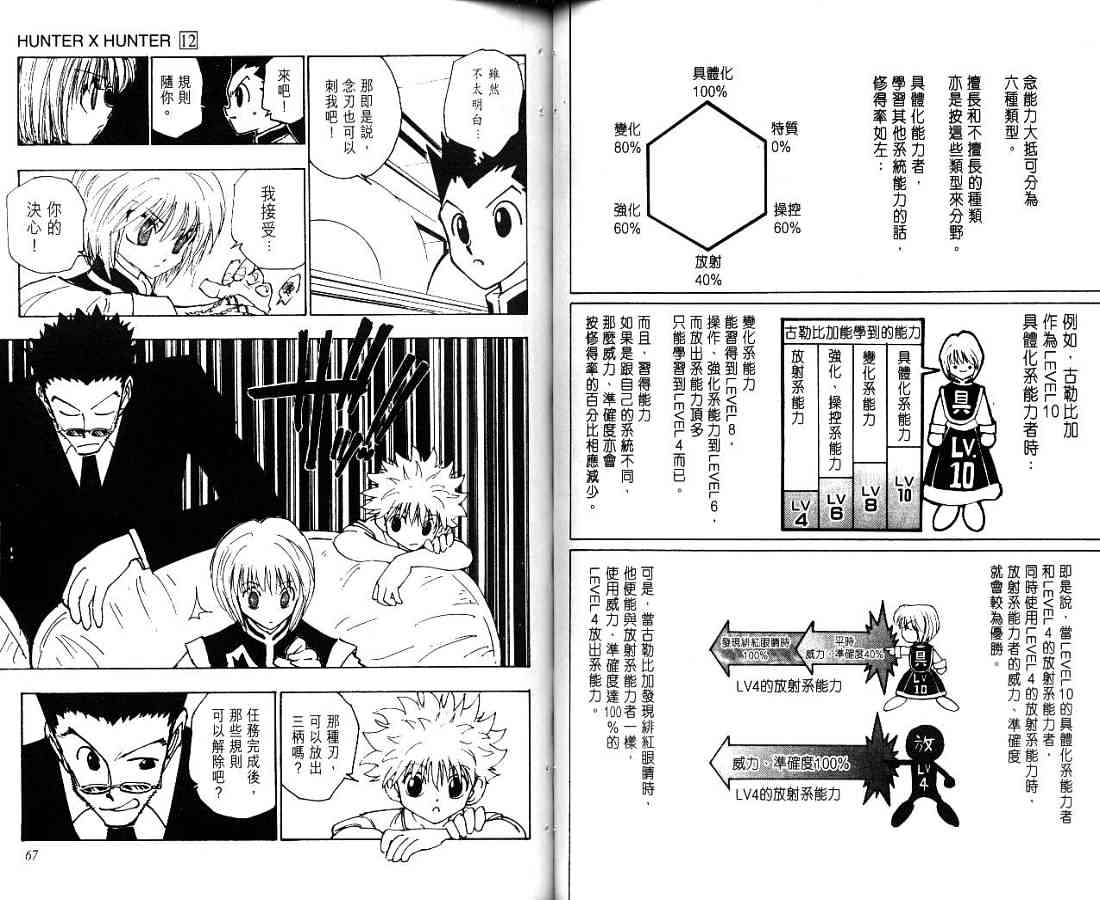 念能力大抵可分為
六種類型。
擅長和不擅長的種類
亦是按這些類型來分野。
具體化能力者，
學習其他系統能力的話，
修得率如左：
具體化
100%
特質
0%
操控
60%
放射
40%
強化
60%
變化
80%
例如，古勒比加
作為LEVEL10
具體化系能力者時：
古勒比加能學到的能力
具體化系能力
LV
10
變化系能力
LV
8
強化、操控系能力
LV
6
放射系能力
LV
4
具
LV.
10
變化系能力
能習得到LEVEL8，
操作、強化系能力到LEVEL6，
而放出系能力頂多
只能學習到LEVEL4而已。
而且，習得能力
如果是跟自己的系統不同，
那麼威力、準確度亦會
按修得率的百分比相應減少。
即是說，當LEVEL10的具體化系能力者
和LEVEL4的放射系能力者，
同時使用LEVEL4的放射系能力時，
放射系能力者的威力、準確度
就會較為優勝。
具
LV
10
平時，
威力、準確度40%
發現緋紅眼睛時
100%
LV4的放射系能力
放
LV
4
威力、準確度100%
LV4的放射系能力
可是，當古勒比加發現緋紅眼睛時，
他便能與放射系能力者一樣，
使用威力、準確度達100%的
LEVEL4放出系能力。
HUNTER X HUNTER 12
雖然
不太明白…
那即是說，
念刃也可以
刺我吧！
來吧！
規則
隨你。
我接受…
你的
決心！
那種刃，
可以放出
三柄嗎？
任務完成後，
那些規則
可以解除吧？
67